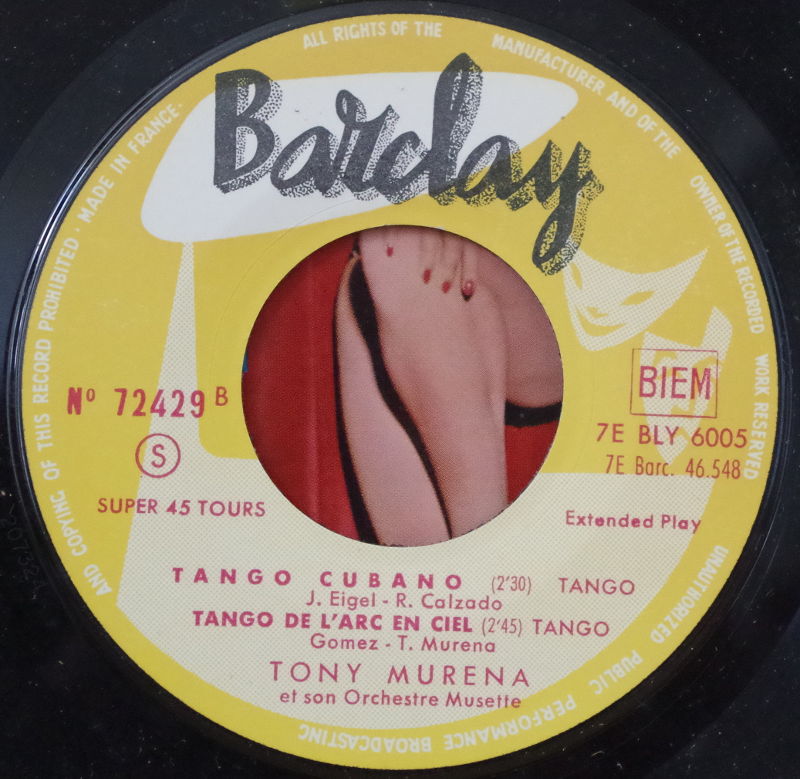 ALL RIGHTS OF THE MANUFACTURER AND OF THE OWNER OF THE RECORDED WORK RESERVED
UNAUTHORIZED PUBLIC PERFORMANCE BROADCASTING
AND COPYING OF THIS RECORD PROHIBITED · MADE IN FRANCE ·
Barclay
BIEM
Nº 72429 B
7E BLY 6005
S
7E Barc. 46.548
SUPER 45 TOURS
Extended Play
TANGO CUBANO (2'30) TANGO
J. Eigel - R. Calzado
TANGO DE L'ARC EN CIEL (2'45) TANGO
Gomez - T. Murena
TONY MURENA
et son Orchestre Musette